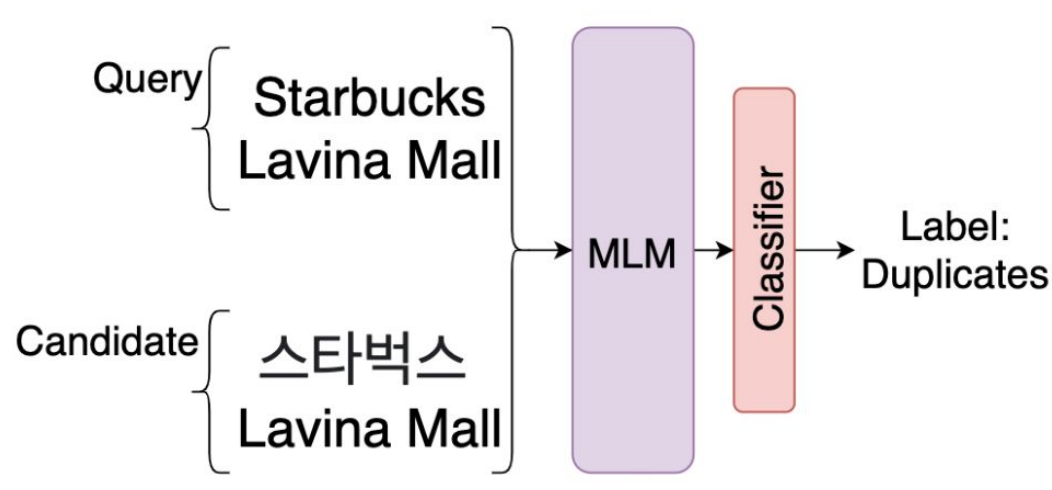 Query
Starbucks
Lavina Mall
Candidate
스타벅스
Lavina Mall
MLM
Classifier
Label:
Duplicates